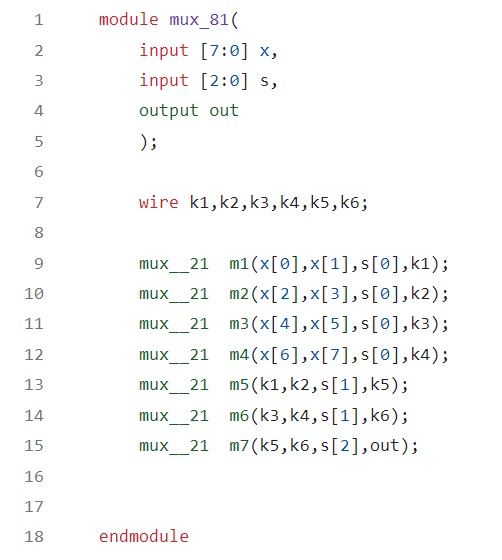 1 module mux_81(
2 input [7:0] x,
3 input [2:0] s,
4 output out
5 );
6
7 wire k1,k2,k3,k4,k5,k6;
8
9 mux__21 m1(x[0],x[1],s[0],k1);
10 mux__21 m2(x[2],x[3],s[0],k2);
11 mux__21 m3(x[4],x[5],s[0],k3);
12 mux__21 m4(x[6],x[7],s[0],k4);
13 mux__21 m5(k1,k2,s[1],k5);
14 mux__21 m6(k3,k4,s[1],k6);
15 mux__21 m7(k5,k6,s[2],out);
16
17
18 endmodule